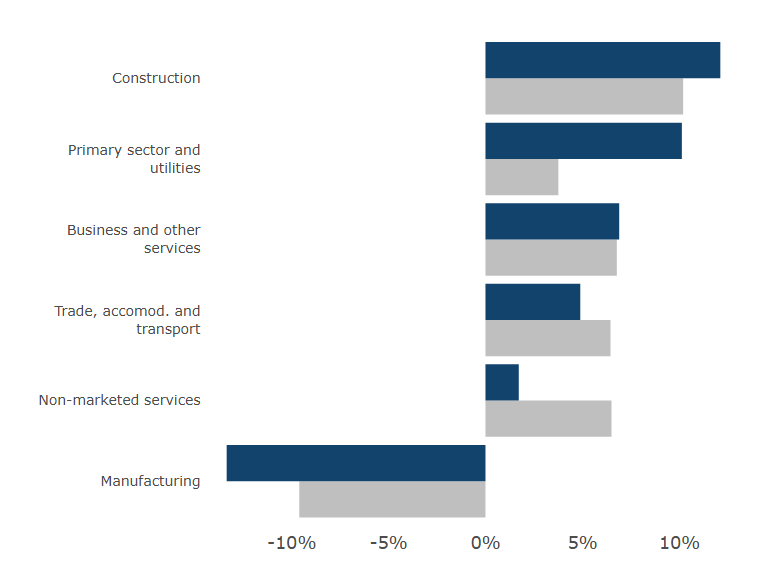 Construction
Primary sector and
utilities
Business and other
services
Trade, accomod. and
transport
Non-marketed services
Manufacturing
-10% -5% 0% 5% 10%